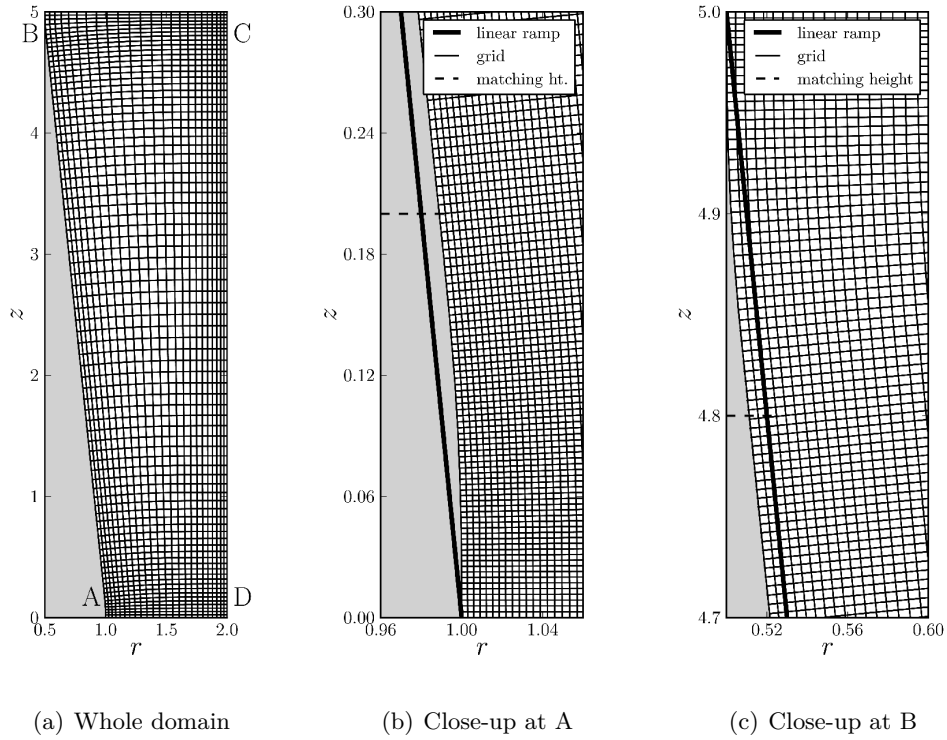 B
C
A
D
5
4
3
2
1
0
z
0.5 1.0 1.5 2.0
r
(a) Whole domain
linear ramp
grid
matching ht.
0.30
0.24
0.18
0.12
0.06
0.00
z
0.96 1.00 1.04
r
(b) Close-up at A
linear ramp
grid
matching height
5.0
4.9
4.8
4.7
z
0.52 0.56 0.60
r
(c) Close-up at B